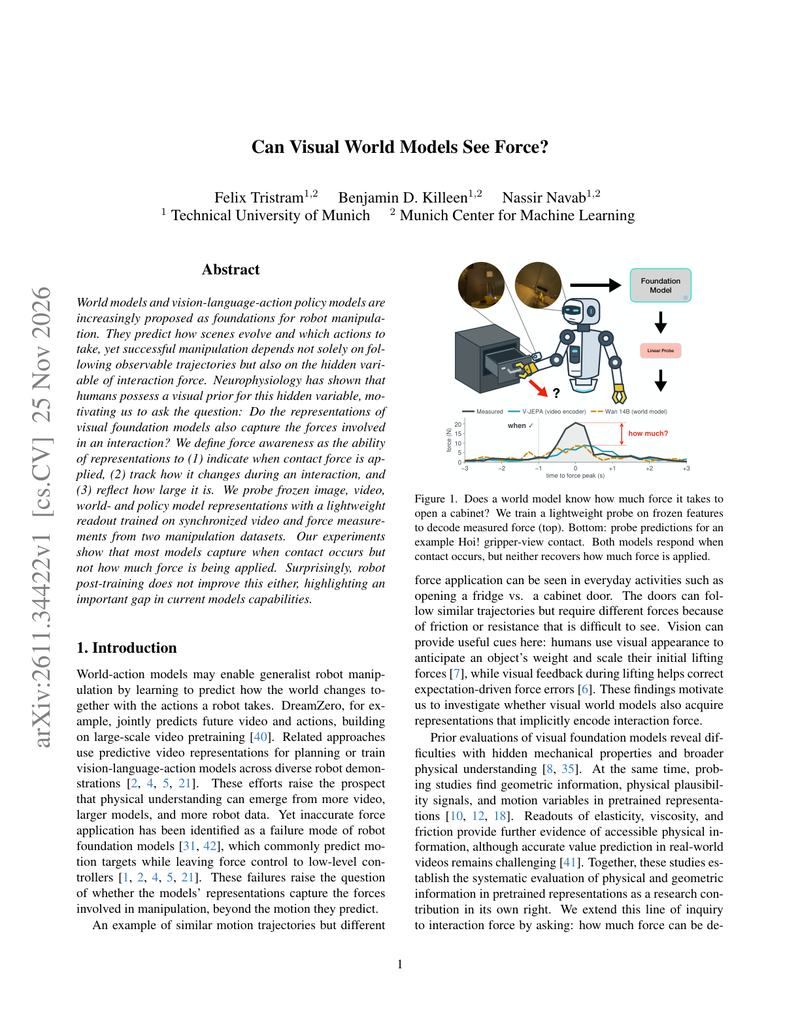 Can Visual World Models See Force?
Felix Tristram1,2 Benjamin D. Killeen1,2 Nassir Navab1,2
1 Technical University of Munich 2 Munich Center for Machine Learning
arXiv:2611.34422v1 [cs.CV] 25 Nov 2026
Abstract
World models and vision-language-action policy models are
increasingly proposed as foundations for robot manipula-
tion. They predict how scenes evolve and which actions to
take, yet successful manipulation depends not solely on fol-
lowing observable trajectories but also on the hidden vari-
able of interaction force. Neurophysiology has shown that
humans possess a visual prior for this hidden variable, mo-
tivating us to ask the question: Do the representations of
visual foundation models also capture the forces involved
in an interaction? We define force awareness as the ability
of representations to (1) indicate when contact force is ap-
plied, (2) track how it changes during an interaction, and
(3) reflect how large it is. We probe frozen image, video,
world- and policy model representations with a lightweight
readout trained on synchronized video and force measure-
ments from two manipulation datasets. Our experiments
show that most models capture when contact occurs but
not how much force is being applied. Surprisingly, robot
post-training does not improve this either, highlighting an
important gap in current models capabilities.
1. Introduction
World-action models may enable generalist robot manip-
ulation by learning to predict how the world changes to-
gether with the actions a robot takes. DreamZero, for ex-
ample, jointly predicts future video and actions, building
on large-scale video pretraining [40]. Related approaches
use predictive video representations for planning or train
vision-language-action models across diverse robot demon-
strations [2, 4, 5, 21]. These efforts raise the prospect
that physical understanding can emerge from more video,
larger models, and more robot data. Yet inaccurate force
application has been identified as a failure mode of robot
foundation models [31, 42], which commonly predict mo-
tion targets while leaving force control to low-level con-
trollers [1, 2, 4, 5, 21]. These failures raise the question
of whether the models' representations capture the forces
involved in manipulation, beyond the motion they predict.
An example of similar motion trajectories but different
Foundation
Model
Linear Probe
?
Measured V-JEPA (video encoder) Wan 14B (world model)
when ✓
how much?
force (N)
20
15
10
5
0
−3 −2 −1 0 +1 +2 +3
time to force peak (s)
Figure 1. Does a world model know how much force it takes to
open a cabinet? We train a lightweight probe on frozen features
to decode measured force (top). Bottom: probe predictions for an
example Hoi! gripper-view contact. Both models respond when
contact occurs, but neither recovers how much force is applied.
force application can be seen in everyday activities such as
opening a fridge vs. a cabinet door. The doors can fol-
low similar trajectories but require different forces because
of friction or resistance that is difficult to see. Vision can
provide useful cues here: humans use visual appearance to
anticipate an object's weight and scale their initial lifting
forces [7], while visual feedback during lifting helps correct
expectation-driven force errors [6]. These findings motivate
us to investigate whether visual world models also acquire
representations that implicitly encode interaction force.
Prior evaluations of visual foundation models reveal dif-
ficulties with hidden mechanical properties and broader
physical understanding [8, 35]. At the same time, prob-
ing studies find geometric information, physical plausibil-
ity signals, and motion variables in pretrained representa-
tions [10, 12, 18]. Readouts of elasticity, viscosity, and
friction provide further evidence of accessible physical in-
formation, although accurate value prediction in real-world
videos remains challenging [41]. Together, these studies es-
tablish the systematic evaluation of physical and geometric
information in pretrained representations as a research con-
tribution in its own right. We extend this line of inquiry
to interaction force by asking: how much force can be de-
1